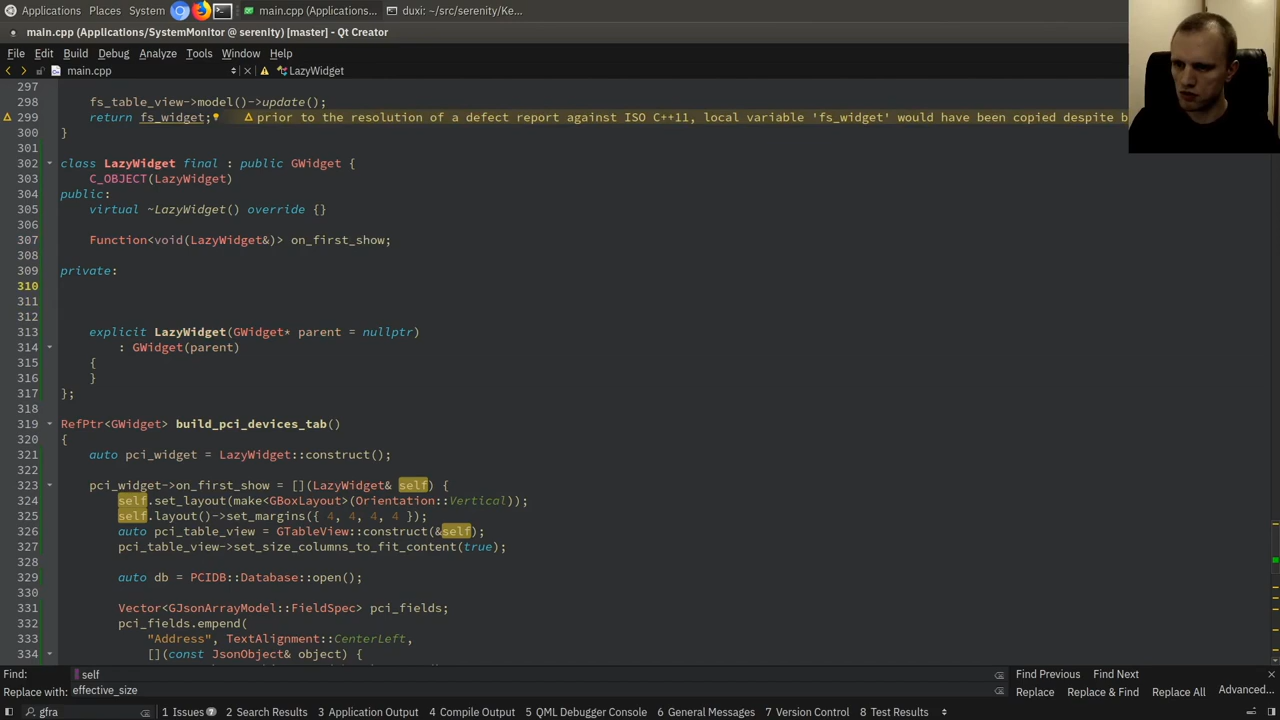 Applications Places System main.cpp (Applications... duxi: ~/src/serenity/Ke...
main.cpp (Applications/SystemMonitor @ serenity) [master] - Qt Creator
File Edit Build Debug Analyze Tools Window Help
main.cpp LazyWidget
297
298 fs_table_view->model()->update();
299 return fs_widget; prior to the resolution of a defect report against ISO C++11, local variable 'fs_widget' would have been copied despite b
300 }
301
302 class LazyWidget final : public GWidget {
303 C_OBJECT(LazyWidget)
304 public:
305 virtual ~LazyWidget() override {}
306
307 Function<void(LazyWidget&)> on_first_show;
308
309 private:
310
311
312
313 explicit LazyWidget(GWidget* parent = nullptr)
314 : GWidget(parent)
315 {
316 }
317 };
318
319 RefPtr<GWidget> build_pci_devices_tab()
320 {
321 auto pci_widget = LazyWidget::construct();
322
323 pci_widget->on_first_show = [](LazyWidget& self) {
324 self.set_layout(make<GBoxLayout>(Orientation::Vertical));
325 self.layout()->set_margins({ 4, 4, 4, 4 });
326 auto pci_table_view = GTableView::construct(&self);
327 pci_table_view->set_size_columns_to_fit_content(true);
328
329 auto db = PCIDB::Database::open();
330
331 Vector<GJsonArrayModel::FieldSpec> pci_fields;
332 pci_fields.empend(
333 "Address", TextAlignment::CenterLeft,
334 [](const JsonObject& object) {
Find: self Find Previous Find Next
Replace with: effective_size Replace Replace & Find Replace All Advanced...
gfra 1 Issues 7 2 Search Results 3 Application Output 4 Compile Output 5 QML Debugger Console 6 General Messages 7 Version Control 8 Test Results